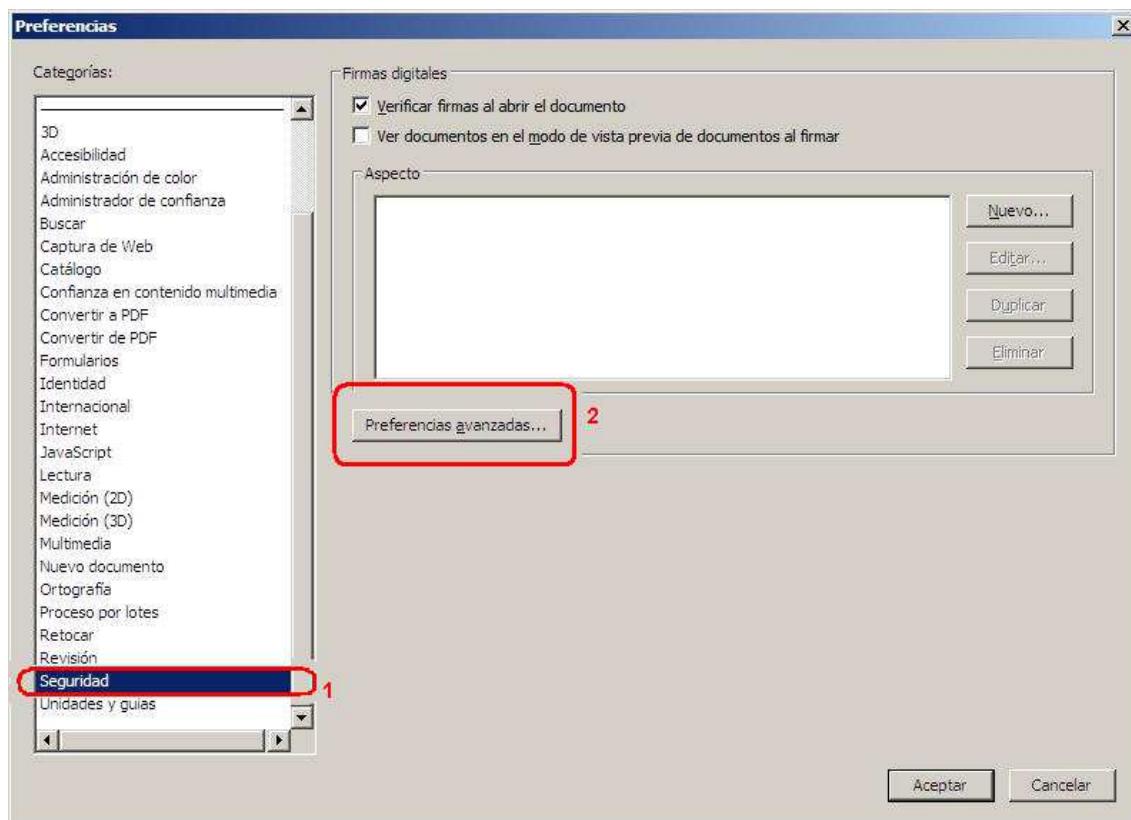 Preferencias
Categorías:
3D
Accesibilidad
Administración de color
Administrador de confianza
Buscar
Captura de Web
Catálogo
Confianza en contenido multimedia
Convertir a PDF
Convertir de PDF
Formularios
Identidad
Internacional
Internet
JavaScript
Lectura
Medición (2D)
Medición (3D)
Multimedia
Nuevo documento
Ortografía
Proceso por lotes
Retocar
Revisión
Seguridad
1
Unidades y guías
Firmas digitales
Verificar firmas al abrir el documento
Ver documentos en el modo de vista previa de documentos al firmar
Aspecto
Nuevo...
Editar...
Duplicar
Eliminar
Preferencias avanzadas...
2
Aceptar
Cancelar